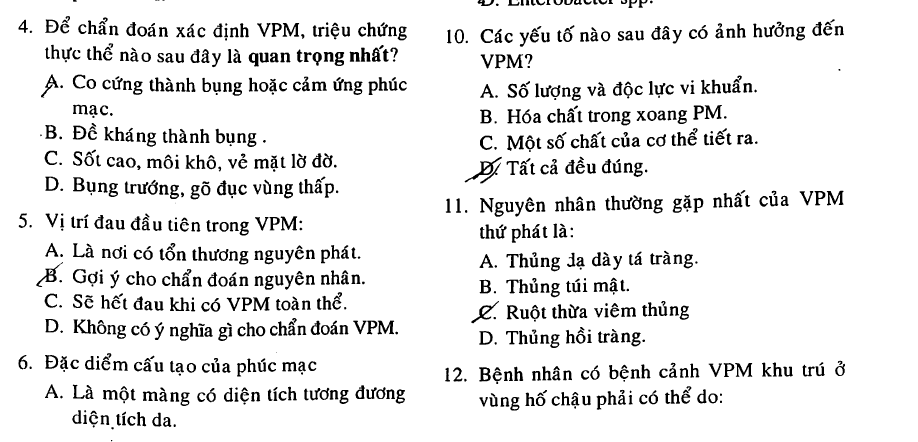 4. Để chẩn đoán xác định VPM, triệu chứng
thực thể nào sau đây là quan trọng nhất?
A. Co cứng thành bụng hoặc cảm ứng phúc
mạc.
B. Đề kháng thành bụng .
C. Sốt cao, môi khô, vẻ mặt lờ đờ.
D. Bụng trướng, gõ đục vùng thấp.
5. Vị trí đau đầu tiên trong VPM:
A. Là nơi có tổn thương nguyên phát.
B. Gợi ý cho chẩn đoán nguyên nhân.
C. Sẽ hết đau khi có VPM toàn thể.
D. Không có ý nghĩa gì cho chẩn đoán VPM.
6. Đặc diểm cấu tạo của phúc mạc
A. Là một màng có diện tích tương đương
diện tích da.
D. Enterobacter spp.
10. Các yếu tố nào sau đây có ảnh hưởng đến
VPM?
A. Số lượng và độc lực vi khuẩn.
B. Hóa chất trong xoang PM.
C. Một số chất của cơ thể tiết ra.
D. Tất cả đều đúng.
11. Nguyên nhân thường gặp nhất của VPM
thứ phát là:
A. Thủng dạ dày tá tràng.
B. Thủng túi mật.
C. Ruột thừa viêm thủng
D. Thủng hồi tràng.
12. Bệnh nhân có bệnh cảnh VPM khu trú ở
vùng hố chậu phải có thể do: